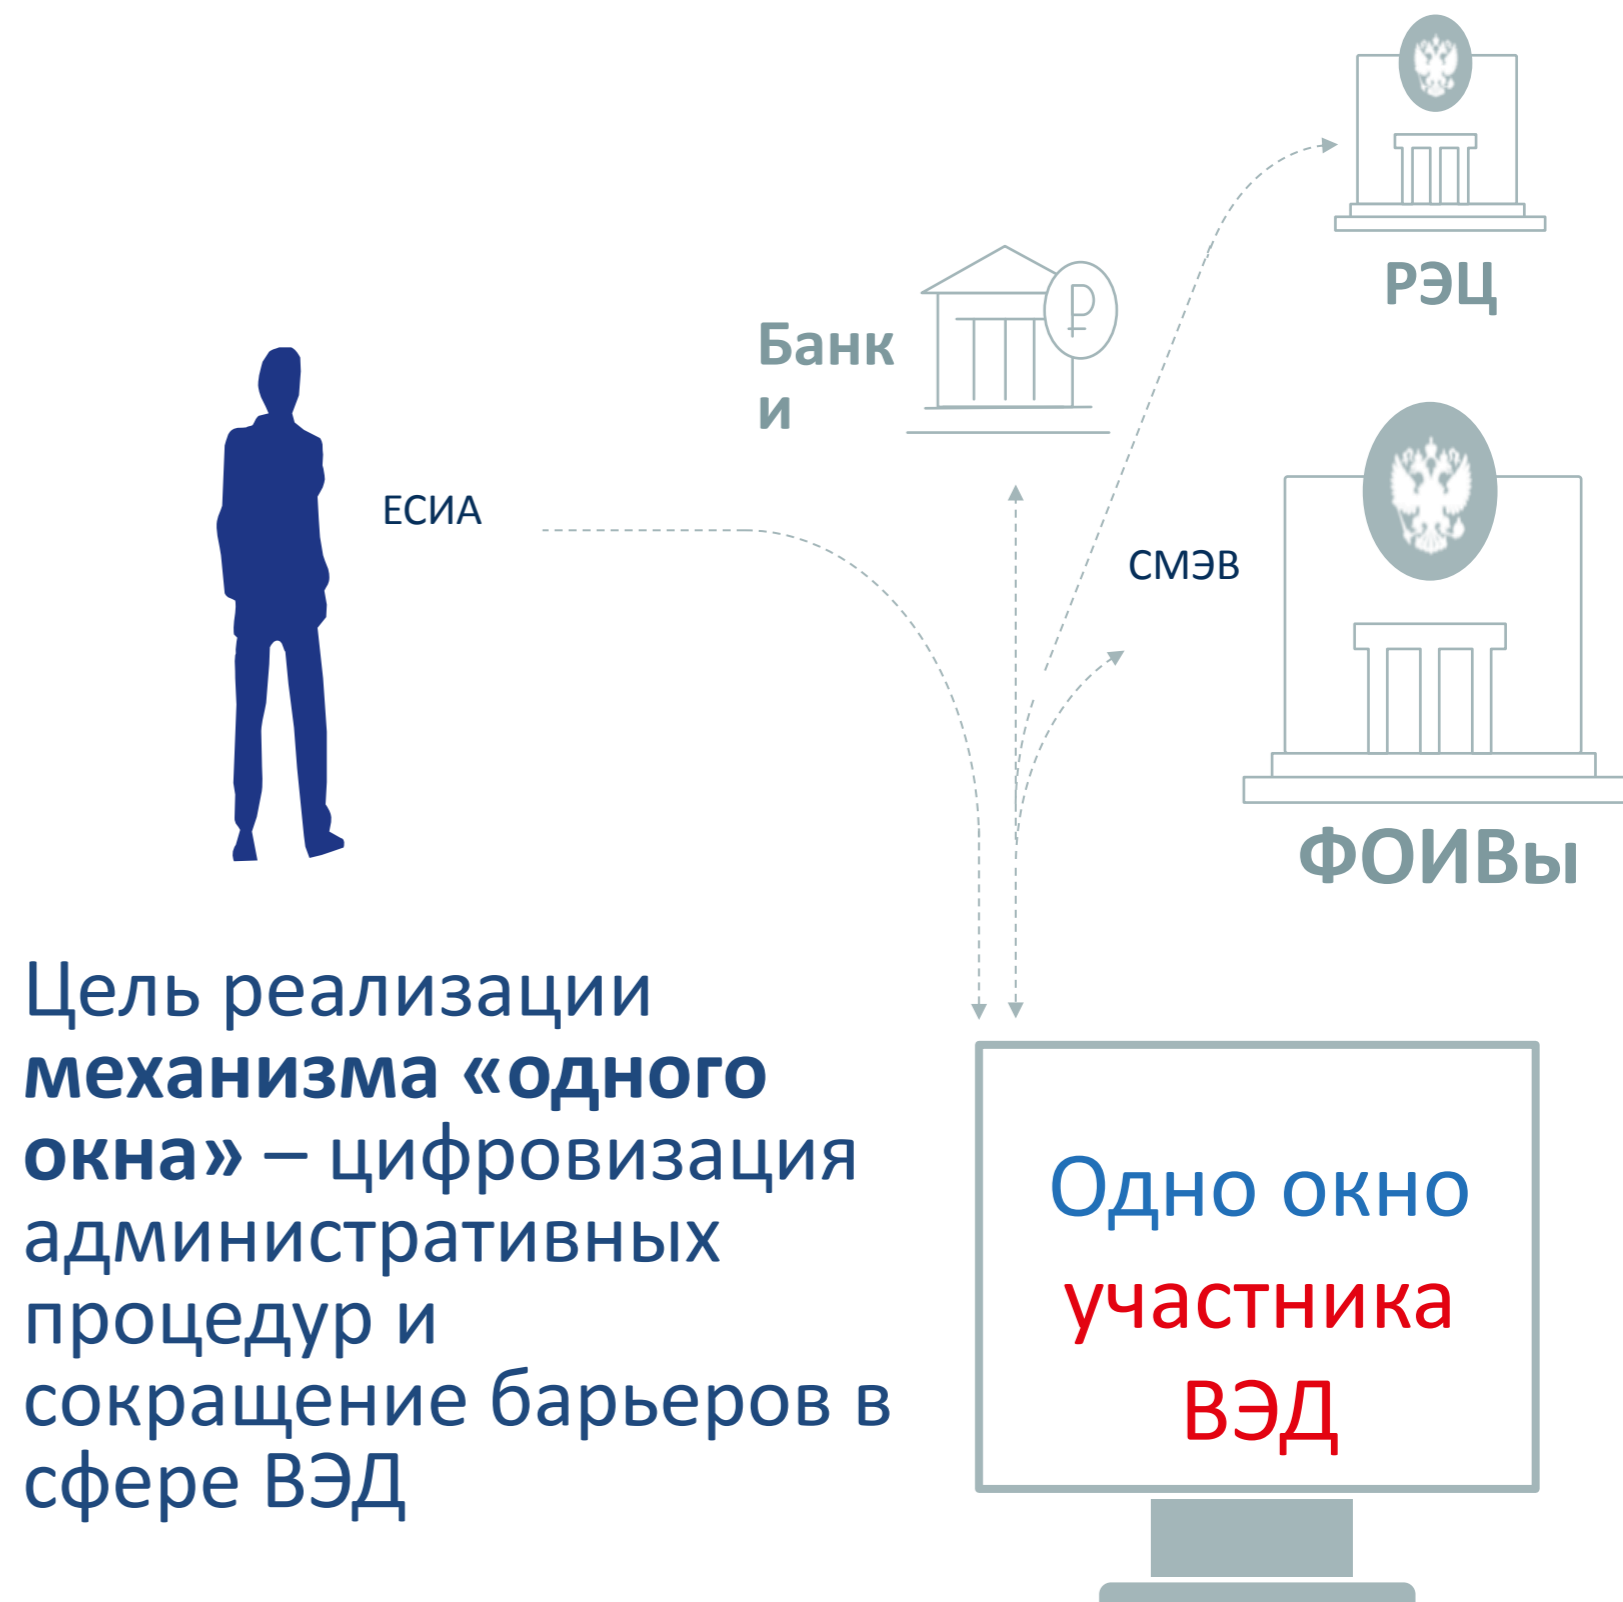 РЭЦ
Банк
и
ЕСИА
СМЭВ
ФОИВы
Цель реализации
механизма «одного
окна» – цифровизация
административных
процедур и
сокращение барьеров в
сфере ВЭД
Одно окно
участника
ВЭД